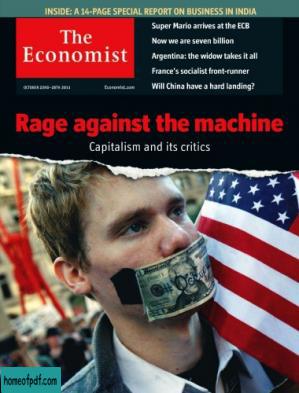 INSIDE: A 14-PAGE SPECIAL REPORT ON BUSINESS IN INDIA
The
Economist
Super Mario arrives at the ECB
Now we are seven billion
Argentina: the widow takes it all
France's socialist front-runner
Will China have a hard landing?
OCTOBER 22ND–28TH 2011
Economist.com
Rage against the machine
Capitalism and its critics
homeofpdf.com